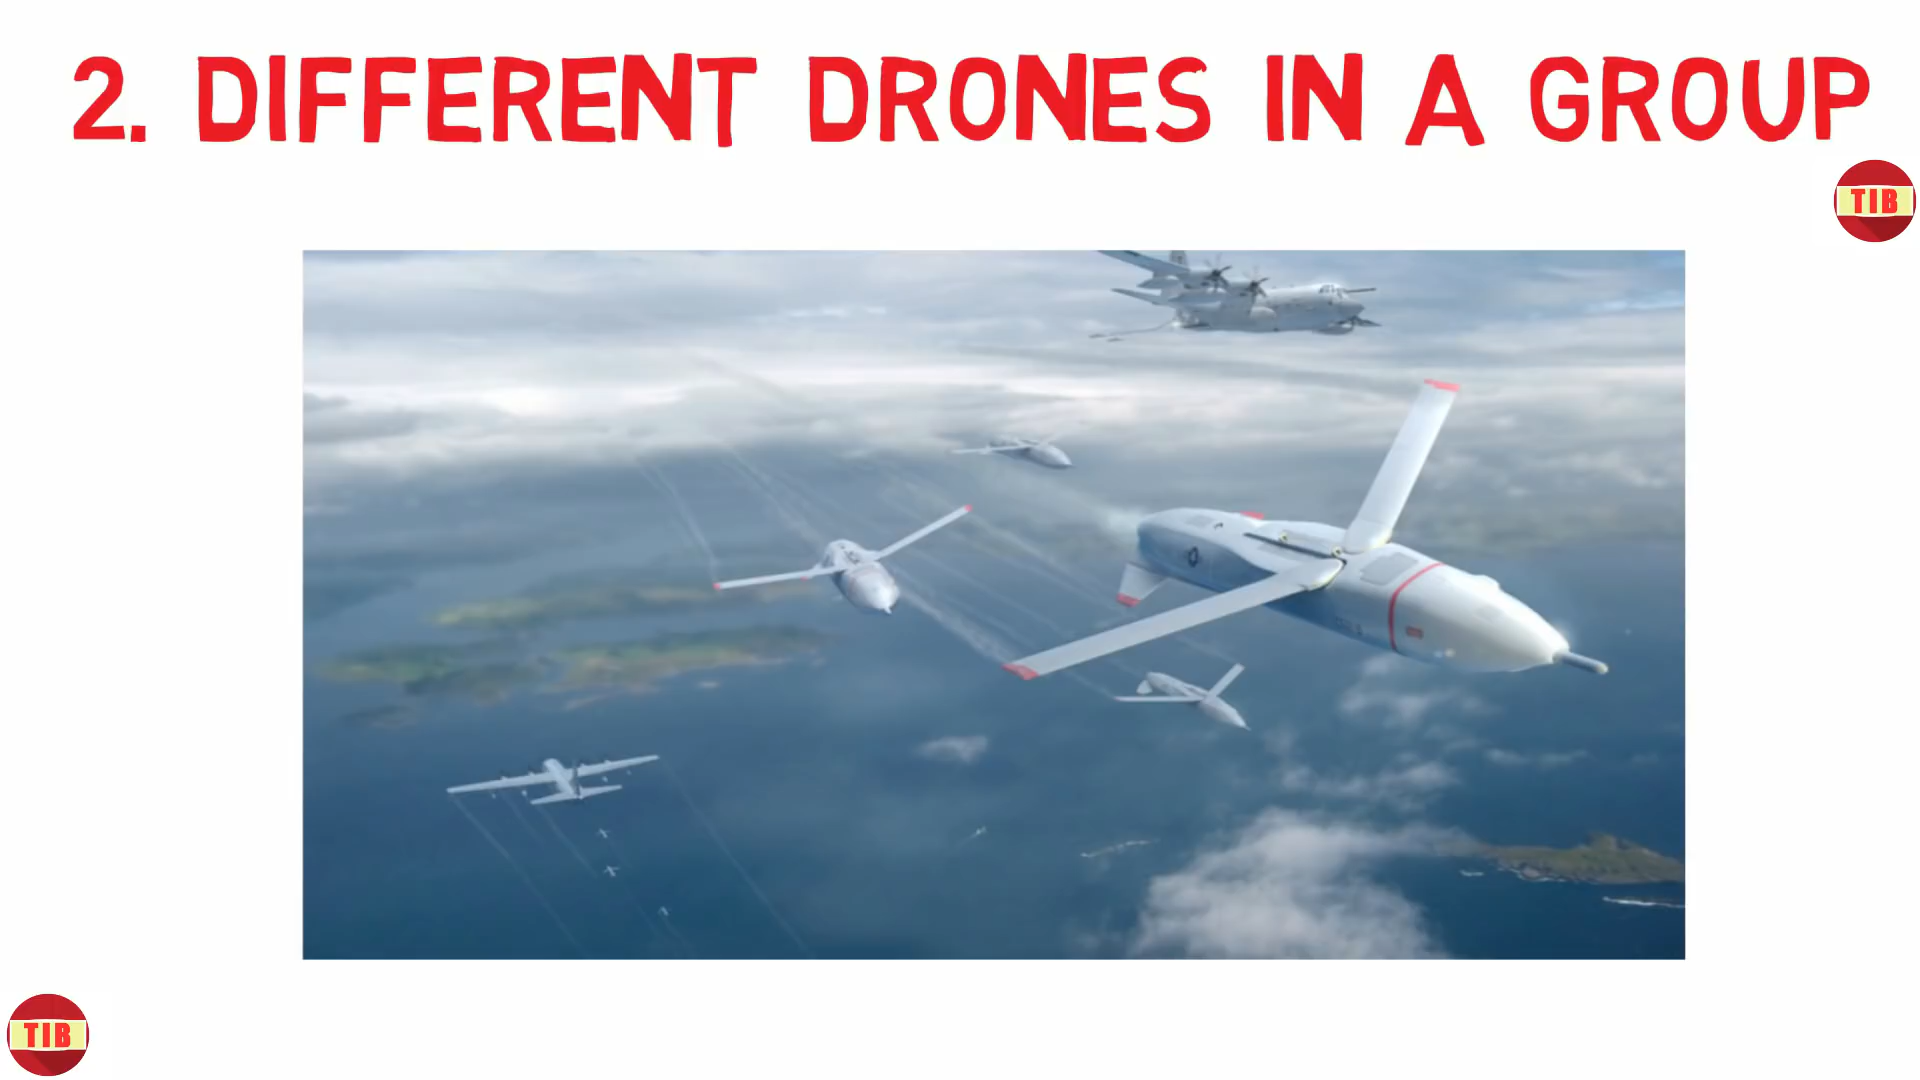 2. DIFFERENT DRONES IN A GROUP
TIB
TIB